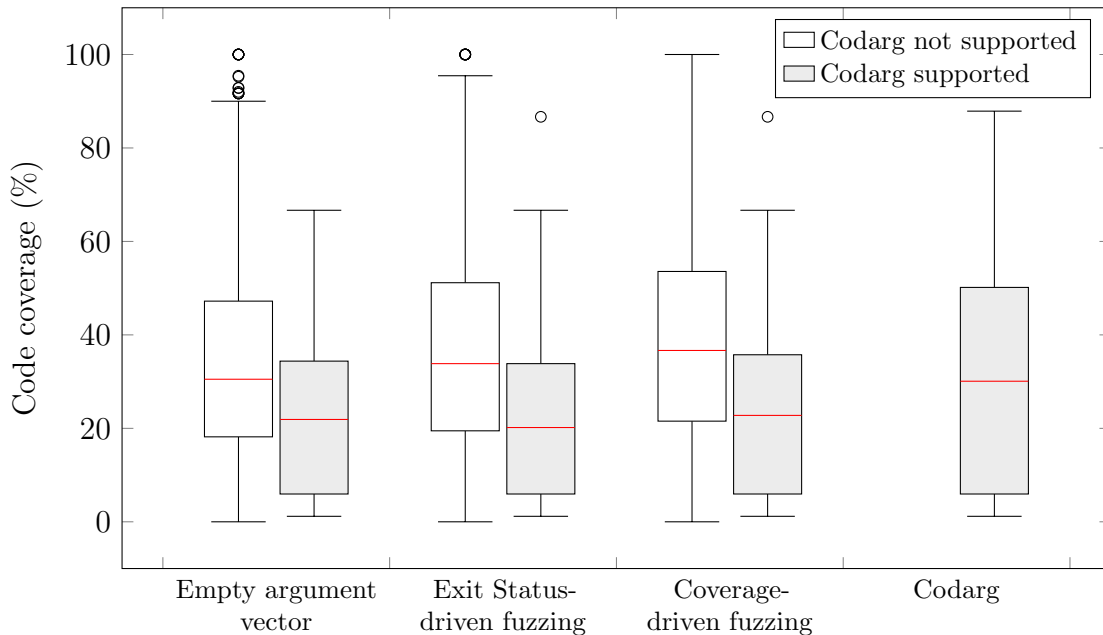 Codarg not supported
Codarg supported
Code coverage (%)
100
80
60
40
20
0
Empty argument
vector
Exit Status-
driven fuzzing
Coverage-
driven fuzzing
Codarg